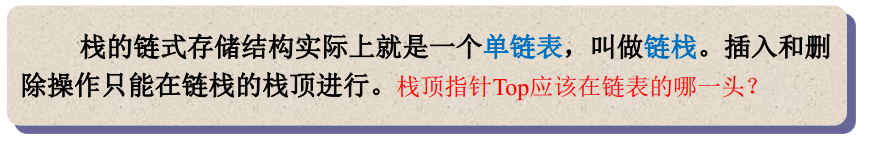 栈的链式存储结构实际上就是一个单链表，叫做链栈。插入和删
除操作只能在链栈的栈顶进行。栈顶指针Top应该在链表的哪一头？